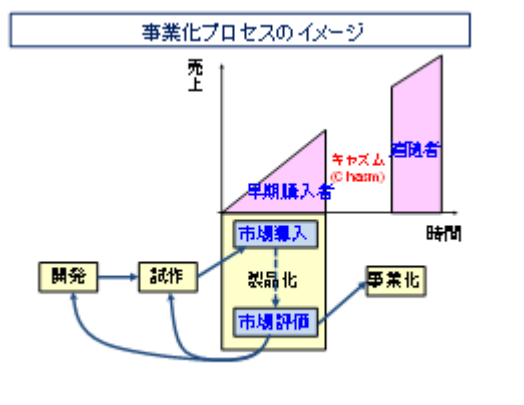 事業化プロセスのイメージ
売上
キャズム
(Chasm)
追随者
早期購入者
時間
市場導入
開発
試作
製品化
事業化
市場評価